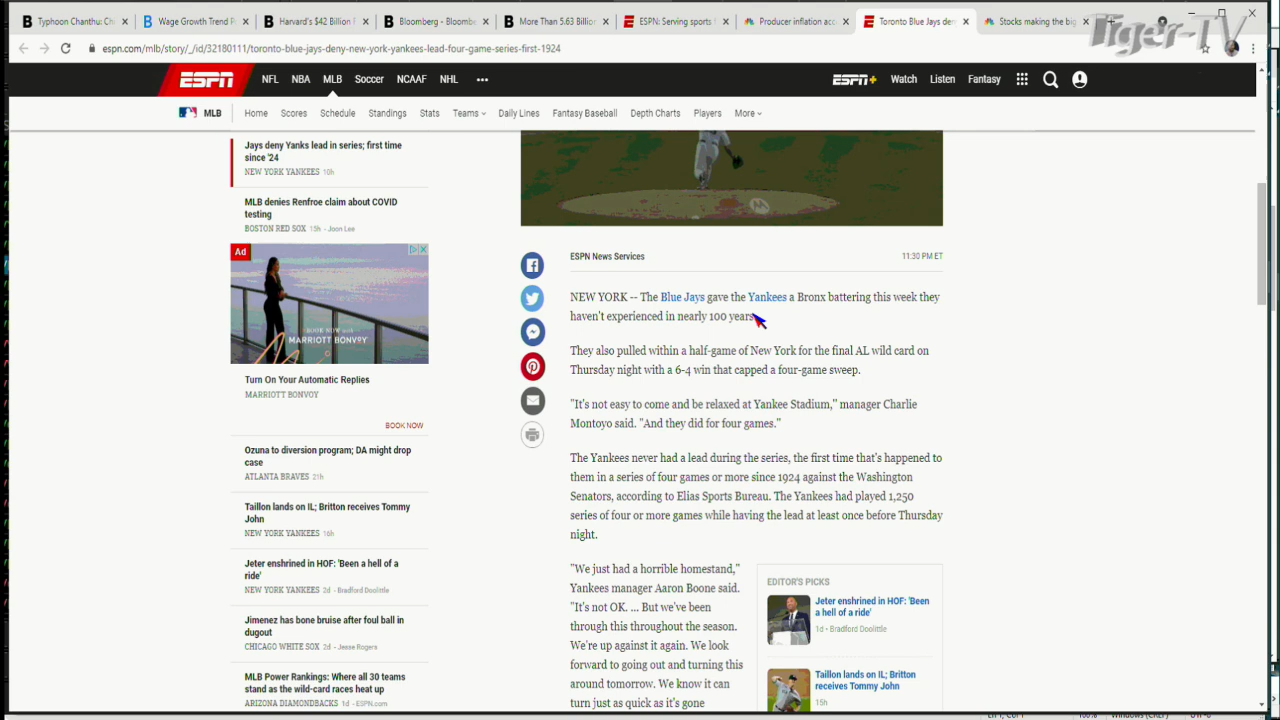 Typhoon Chanthu: Ch
Wage Growth Trend P
Harvard's $42 Billion F
Bloomberg - Bloombe
More Than 5.63 Billion
ESPN: Serving sports f
Producer inflation acc
Toronto Blue Jays den
Stocks making the big
Tiger-TV
espn.com/mlb/story/_/id/32180111/toronto-blue-jays-deny-new-york-yankees-lead-four-game-series-first-1924
ESPN NFL NBA MLB Soccer NCAAF NHL ••• ESPN+ Watch Listen Fantasy
MLB Home Scores Schedule Standings Stats Teams Daily Lines Fantasy Baseball Depth Charts Players More
Jays deny Yanks lead in series; first time
since '24
NEW YORK YANKEES 10h
MLB denies Renfroe claim about COVID
testing
BOSTON RED SOX 15h - Joon Lee
Ad
BOOK NOW with
MARRIOTT BONVOY
Turn On Your Automatic Replies
MARRIOTT BONVOY
BOOK NOW
Ozuna to diversion program; DA might drop
case
ATLANTA BRAVES 21h
Taillon lands on IL; Britton receives Tommy
John
NEW YORK YANKEES 16h
Jeter enshrined in HOF: 'Been a hell of a
ride'
NEW YORK YANKEES 2d - Bradford Doolittle
Jimenez has bone bruise after foul ball in
dugout
CHICAGO WHITE SOX 2d - Jesse Rogers
MLB Power Rankings: Where all 30 teams
stand as the wild-card races heat up
ARIZONA DIAMONDBACKS 1d - ESPN.com
ESPN News Services
11:30 PM ET
NEW YORK -- The Blue Jays gave the Yankees a Bronx battering this week they
haven't experienced in nearly 100 years.
They also pulled within a half-game of New York for the final AL wild card on
Thursday night with a 6-4 win that capped a four-game sweep.
"It's not easy to come and be relaxed at Yankee Stadium," manager Charlie
Montoyo said. "And they did for four games."
The Yankees never had a lead during the series, the first time that's happened to
them in a series of four games or more since 1924 against the Washington
Senators, according to Elias Sports Bureau. The Yankees had played 1,250
series of four or more games while having the lead at least once before Thursday
night.
"We just had a horrible homestand,"
Yankees manager Aaron Boone said.
"It's not OK. ... But we've been
through this throughout the season.
We're up against it again. We look
forward to going out and turning this
around tomorrow. We know it can
turn just as quick as it's gone
EDITOR'S PICKS
Jeter enshrined in HOF: 'Been
a hell of a ride'
1d - Bradford Doolittle
Taillon lands on IL; Britton
receives Tommy John
15h